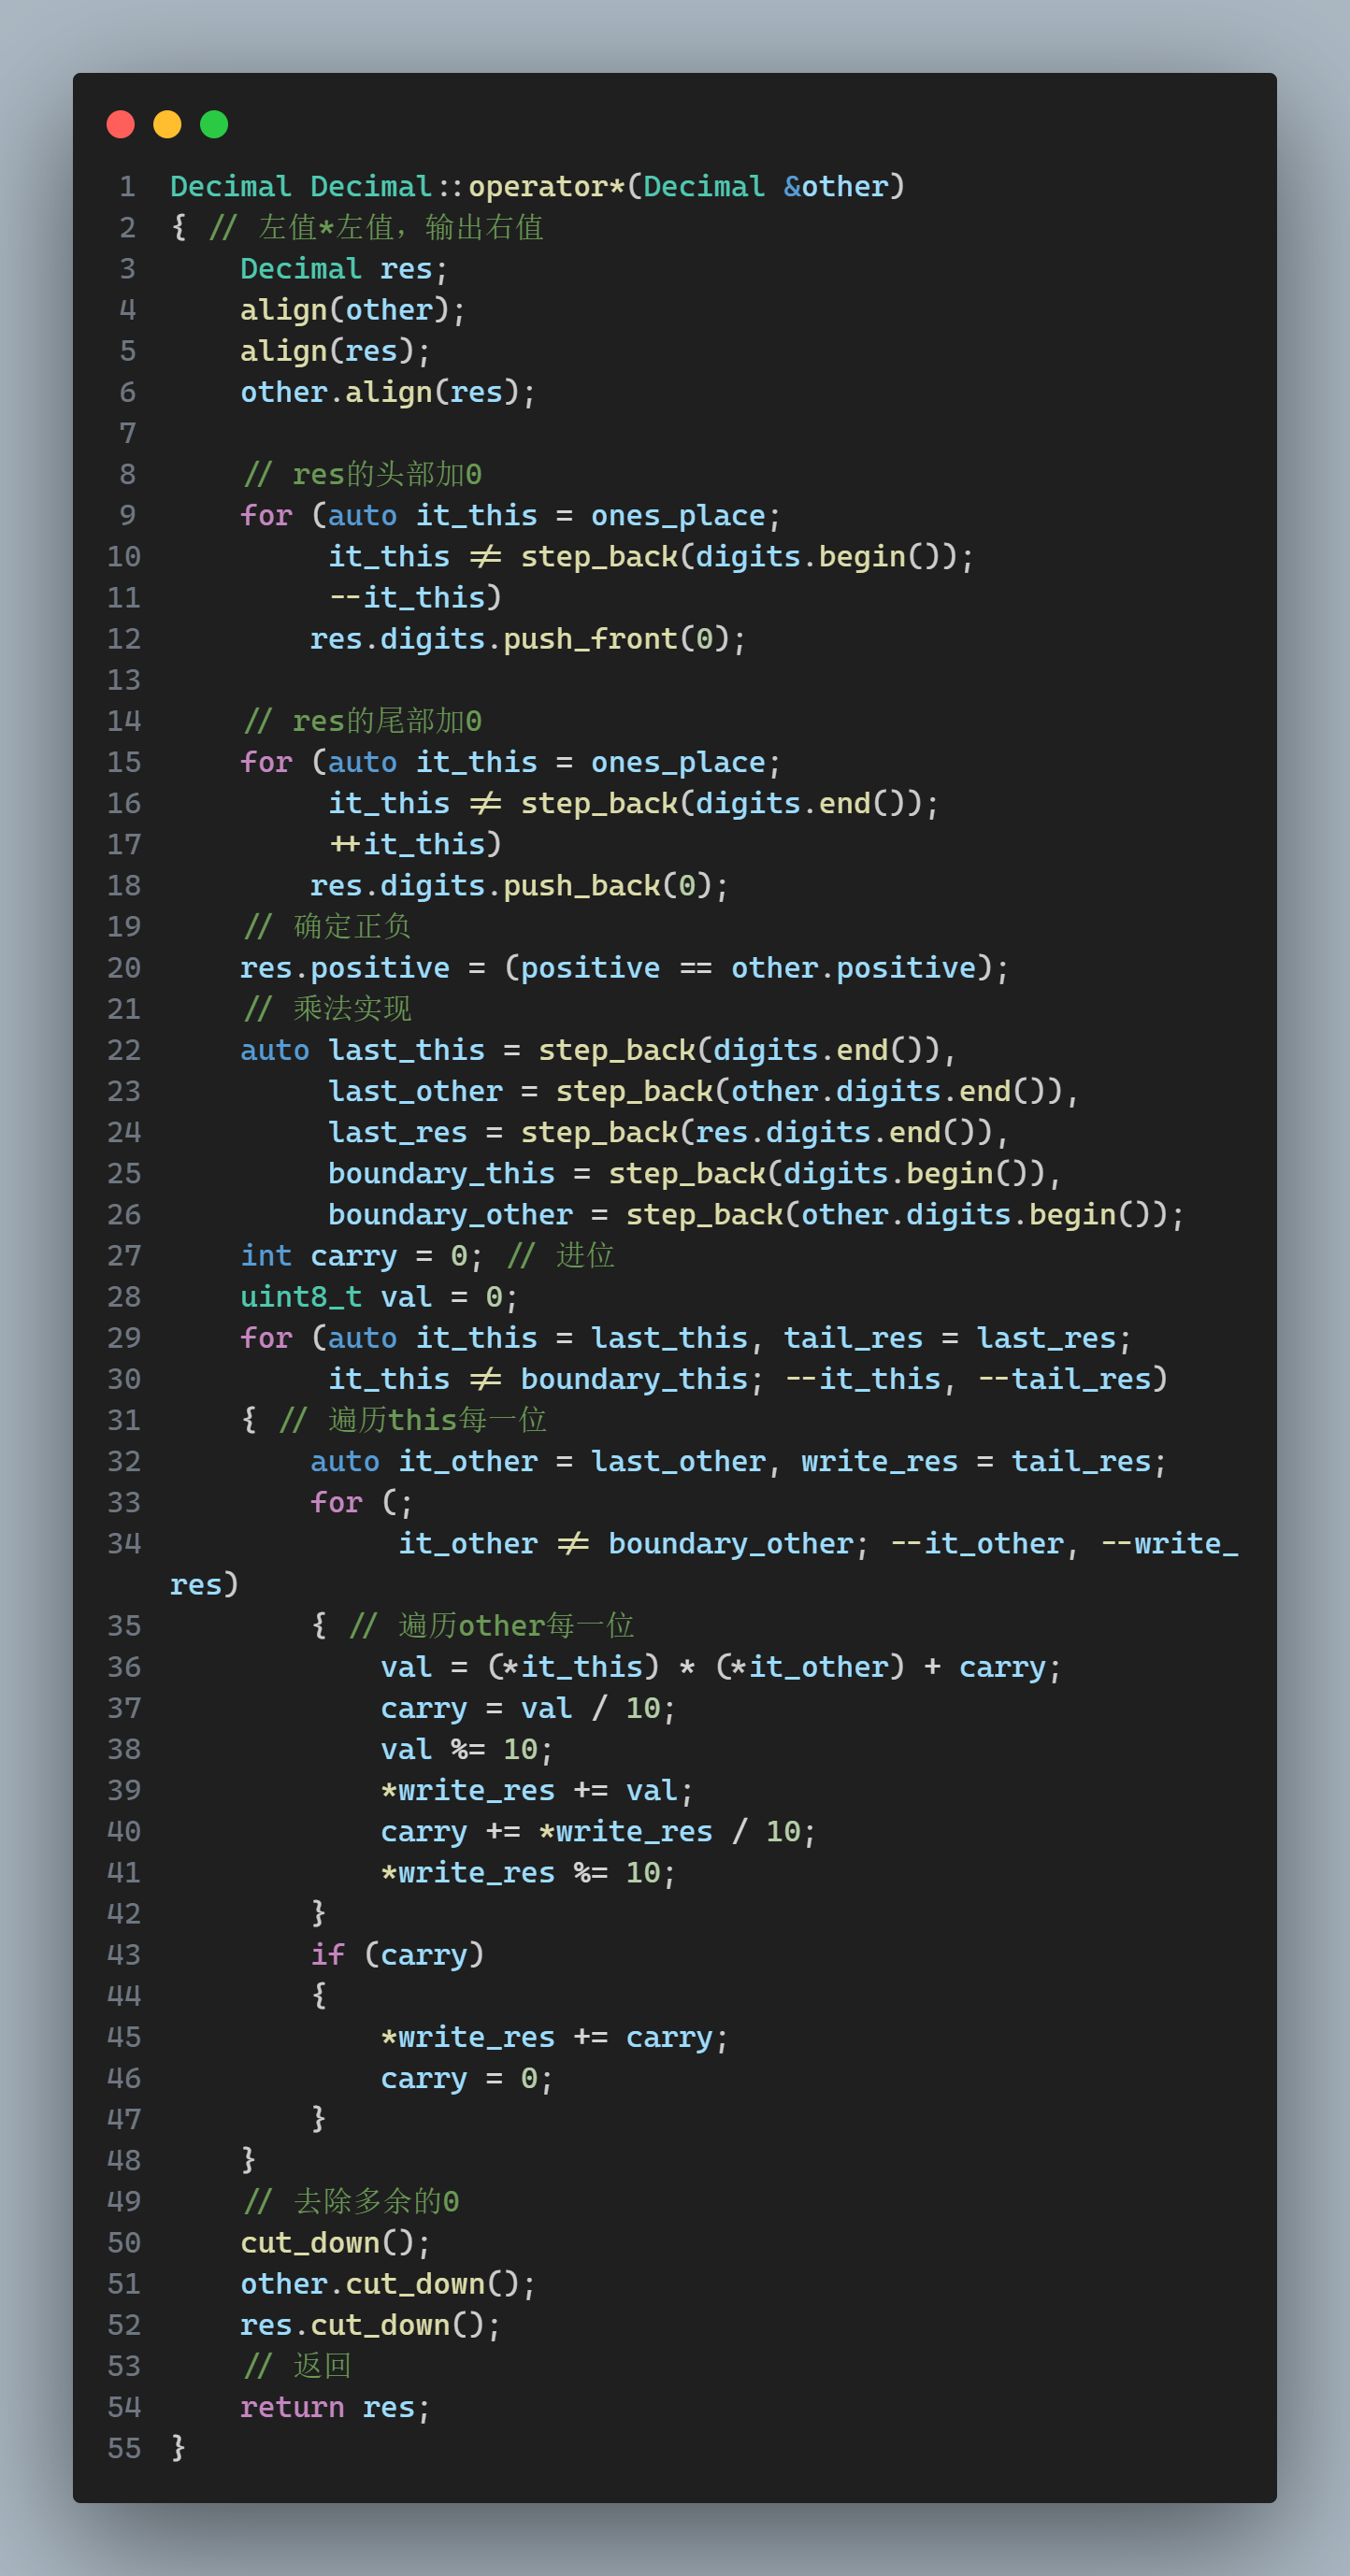 1 Decimal Decimal::operator*(Decimal &other)
2 { // 左值*左值，输出右值
3     Decimal res;
4     align(other);
5     align(res);
6     other.align(res);
7
8     // res的头部加0
9     for (auto it_this = ones_place;
10          it_this != step_back(digits.begin());
11          --it_this)
12         res.digits.push_front(0);
13
14     // res的尾部加0
15     for (auto it_this = ones_place;
16          it_this != step_back(digits.end());
17          ++it_this)
18         res.digits.push_back(0);
19     // 确定正负
20     res.positive = (positive == other.positive);
21     // 乘法实现
22     auto last_this = step_back(digits.end()),
23          last_other = step_back(other.digits.end()),
24          last_res = step_back(res.digits.end()),
25          boundary_this = step_back(digits.begin()),
26          boundary_other = step_back(other.digits.begin());
27     int carry = 0; // 进位
28     uint8_t val = 0;
29     for (auto it_this = last_this, tail_res = last_res;
30          it_this != boundary_this; --it_this, --tail_res)
31     { // 遍历this每一位
32         auto it_other = last_other, write_res = tail_res;
33         for (;
34              it_other != boundary_other; --it_other, --write_
res)
35         { // 遍历other每一位
36             val = (*it_this) * (*it_other) + carry;
37             carry = val / 10;
38             val %= 10;
39             *write_res += val;
40             carry += *write_res / 10;
41             *write_res %= 10;
42         }
43         if (carry)
44         {
45             *write_res += carry;
46             carry = 0;
47         }
48     }
49     // 去除多余的0
50     cut_down();
51     other.cut_down();
52     res.cut_down();
53     // 返回
54     return res;
55 }